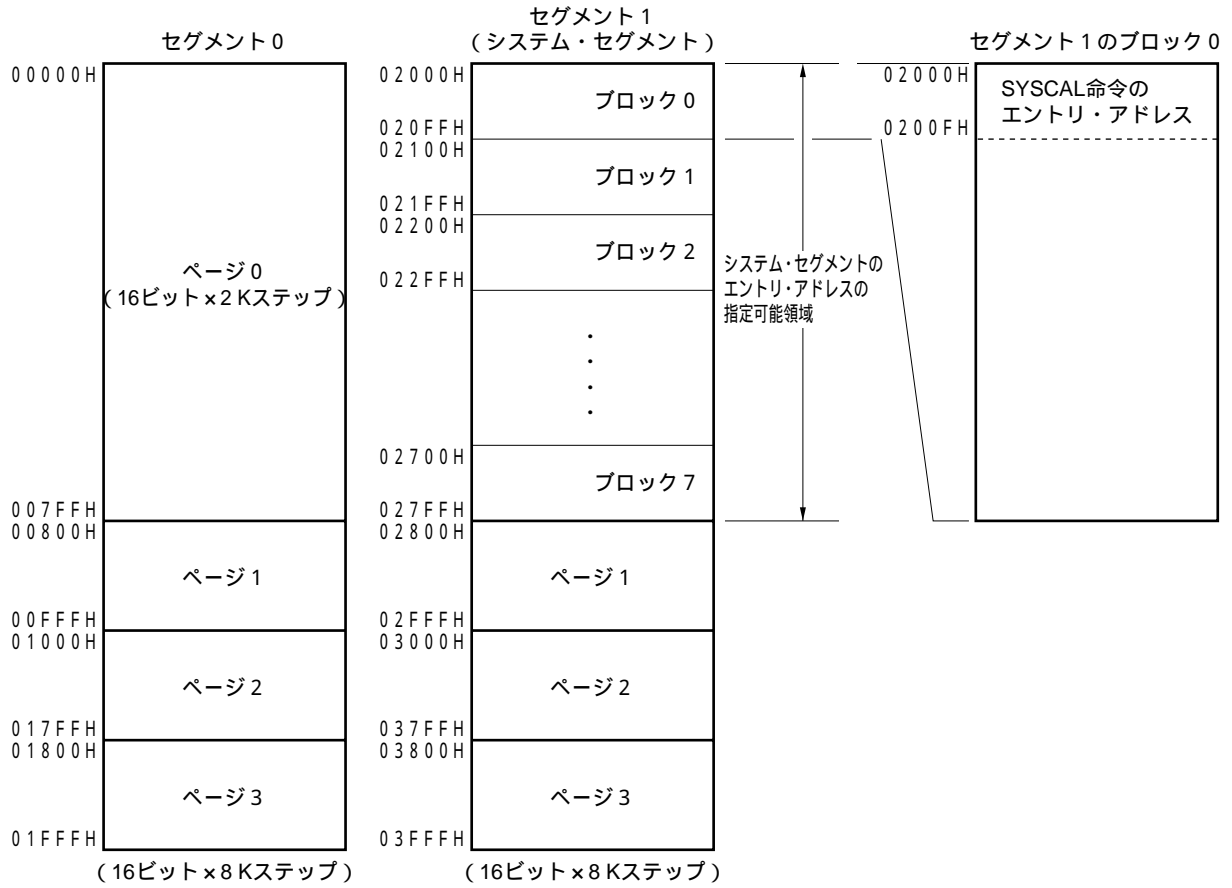 セグメント0
00000H
ページ0
(16ビット×2 Kステップ)
007FFH
00800H
ページ1
00FFFH
01000H
ページ2
017FFH
01800H
ページ3
01FFFH
(16ビット×8 Kステップ)
セグメント1
(システム・セグメント)
02000H
ブロック0
020FFH
02100H
ブロック1
021FFH
02200H
ブロック2
022FFH
・
・
・
・
02700H
ブロック7
027FFH
02800H
ページ1
02FFFH
03000H
ページ2
037FFH
03800H
ページ3
03FFFH
(16ビット×8 Kステップ)
システム・セグメントの
エントリ・アドレスの
指定可能領域
セグメント1のブロック0
02000H
SYSCAL命令の
エントリ・アドレス
0200FH